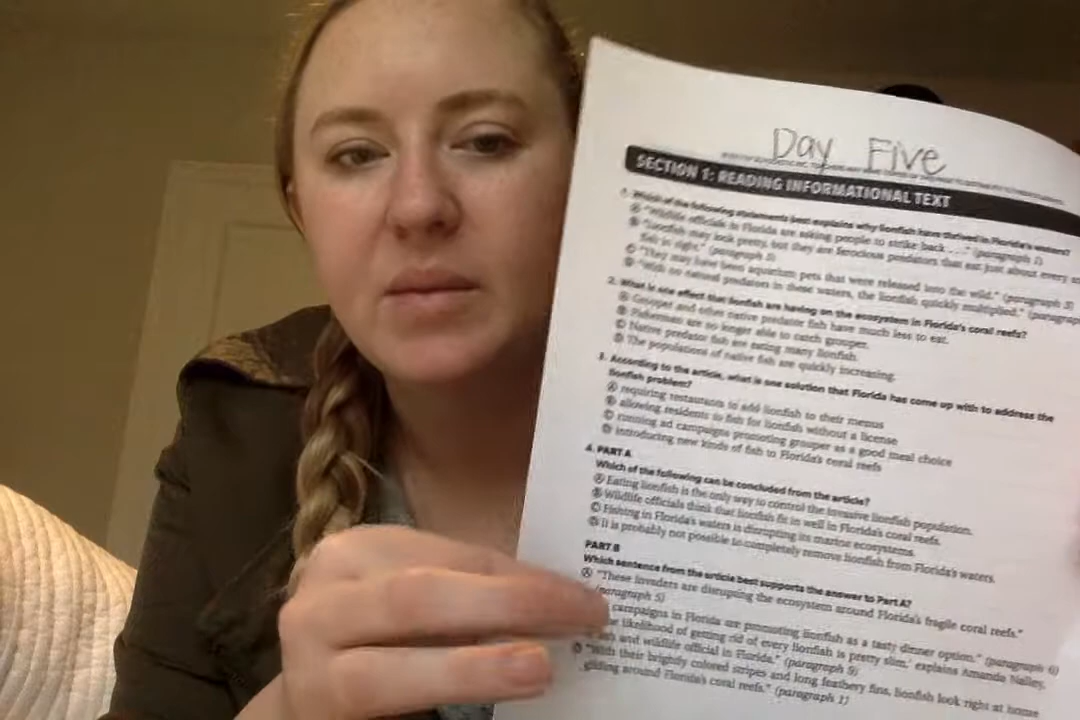 Day Five
SECTION 1: READING INFORMATIONAL TEXT
1. Which of the following statements best explains why lionfish have thrived in Florida's waters?
Ⓐ "Wildlife officials in Florida are asking people to strike back . . ." (paragraph 1)
Ⓑ "Lionfish may look pretty, but they are ferocious predators that eat just about every
fish in sight." (paragraph 2)
Ⓒ "They may have been aquarium pets that were released into the wild." (paragraph 3)
Ⓓ "With no natural predators in these waters, the lionfish quickly multiplied."
2. What is one effect that lionfish are having on the ecosystem in Florida's coral reefs?
Ⓐ Grouper and other native predator fish have much less to eat.
Ⓑ Fishermen are no longer able to catch grouper.
Ⓒ Native predator fish are eating many lionfish.
Ⓓ The populations of native fish are quickly increasing.
3. According to the article, what is one solution that Florida has come up with to address the
lionfish problem?
Ⓐ requiring restaurants to add lionfish to their menus
Ⓑ allowing residents to fish for lionfish without a license
Ⓒ running ad campaigns promoting grouper as a good meal choice
Ⓓ introducing new kinds of fish to Florida's coral reefs
4. PART A
Which of the following can be concluded from the article?
Ⓐ Eating lionfish is the only way to control the invasive lionfish population.
Ⓑ Wildlife officials think that lionfish fit in well in Florida's coral reefs.
Ⓒ Fishing in Florida's waters is disrupting its marine ecosystems.
Ⓓ It is probably not possible to completely remove lionfish from Florida's waters.
PART B
Which sentence from the article best supports the answer to Part A?
Ⓐ "These invaders are disrupting the ecosystem around Florida's fragile coral reefs."
(paragraph 5)
campaigns in Florida are promoting lionfish as a tasty dinner option." (paragraph 6)
likelihood of getting rid of every lionfish is pretty slim,' explains Amanda Nalley,
and wildlife official in Florida." (paragraph 9)
Ⓓ "With their brightly colored stripes and long feathery fins, lionfish look right at home
gliding around Florida's coral reefs." (paragraph 1)